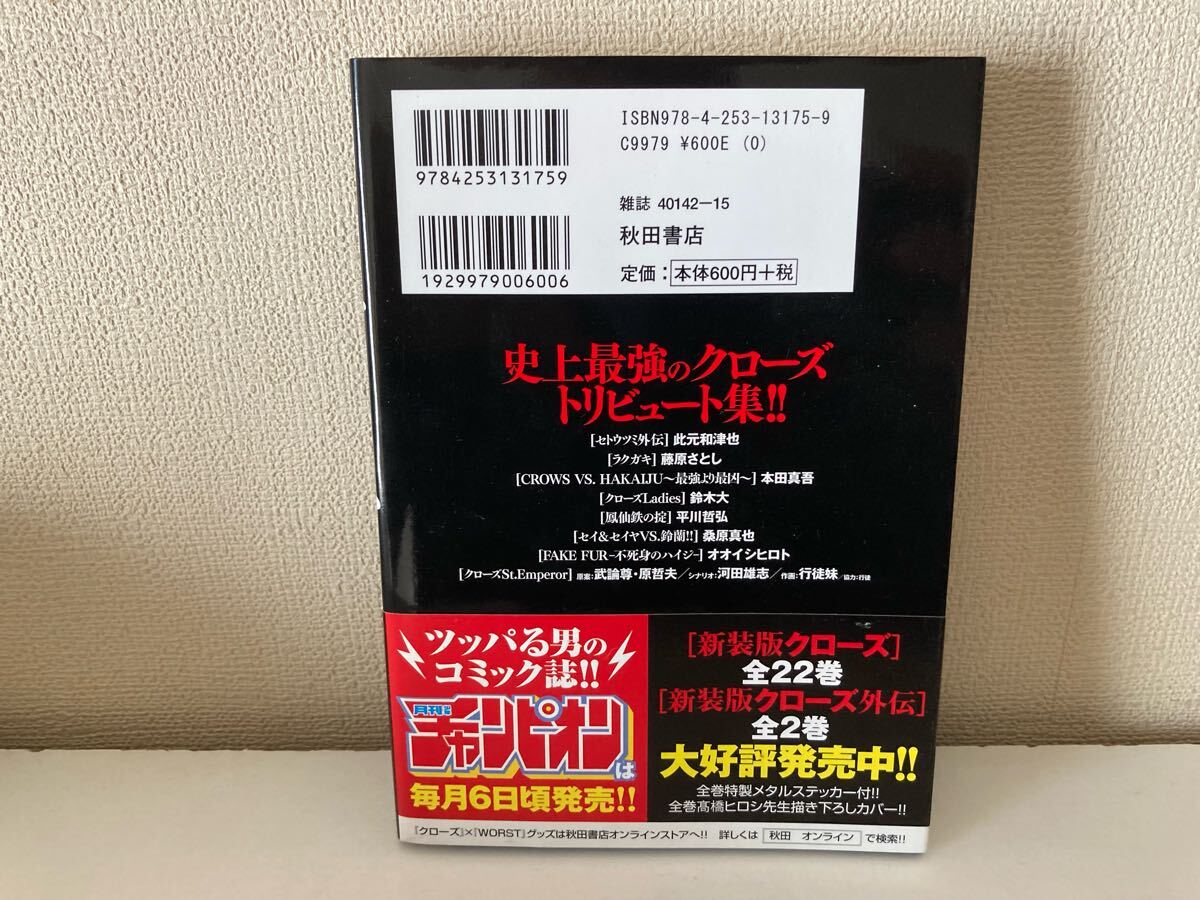 ISBN978-4-253-13175-9
C9979 ¥600E (0)
9784253131759
雑誌 40142-15
秋田書店
1929979006006
定価：本体600円+税
史上最強のクローズ
トリビュート集!!
[セトウツミ外伝] 此元和津也
[ラクガキ] 藤原さとし
[CROWS VS. HAKAIJU～最強より最凶～] 本田真吾
[クローズLadies] 鈴木大
[鳳仙鉄の掟] 平川哲弘
[セイ&セイヤVS.鈴蘭!!] 桑原真也
[FAKE FUR-不死身のハイジ-] オオイシヒロト
[クローズSt.Emperor] 原案：武論尊・原哲夫／シナリオ：河田雄志／作画：行徒妹／協力：行徒
ツッパる男の
コミック誌!!
月刊少年
チャンピオンは
毎月6日頃発売!!
[新装版クローズ]
全22巻
[新装版クローズ外伝]
全2巻
大好評発売中!!
全巻特製メタルステッカー付!!
全巻髙橋ヒロシ先生描き下ろしカバー!!
『クローズ』×『WORST』グッズは秋田書店オンラインストアへ!! 詳しくは 秋田 オンライン で検索!!